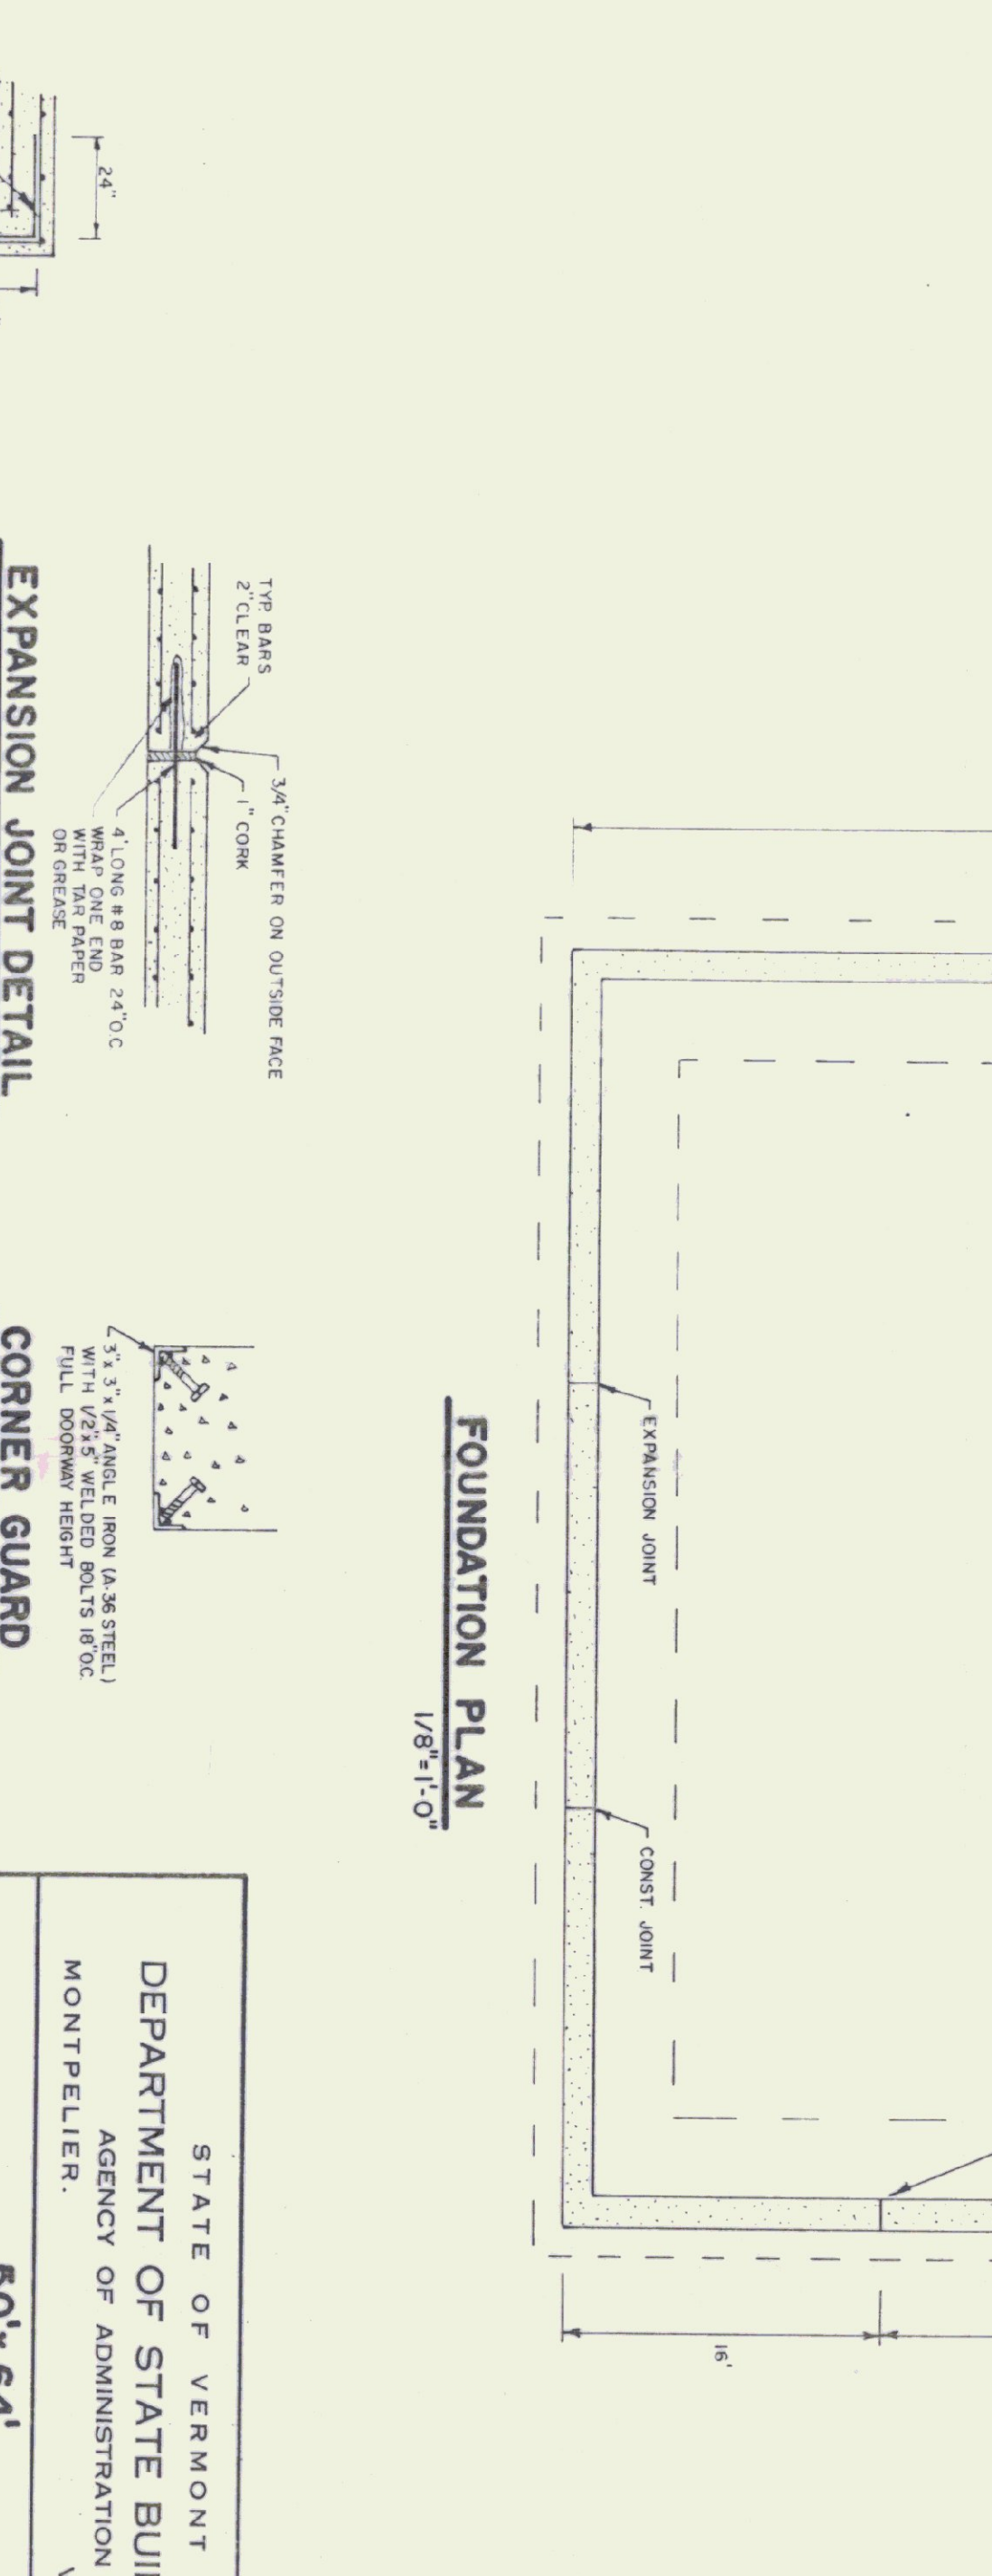 24"
TYP. BARS
2" CLEAR
3/4" CHAMFER ON OUTSIDE FACE
1" CORK
4' LONG #8 BAR 24" O.C
WRAP ONE END
WITH TAR PAPER
OR GREASE
EXPANSION JOINT DETAIL
3" x 3" x 1/4" ANGLE IRON (A-36 STEEL)
WITH 1/2" x 5" WELDED BOLTS 18" O.C.
FULL DOORWAY HEIGHT
CORNER GUARD
EXPANSION JOINT
CONST. JOINT
16'
FOUNDATION PLAN
1/8" = 1'-0"
STATE OF VERMONT
DEPARTMENT OF STATE BUI
AGENCY OF ADMINISTRATION
MONTPELIER.